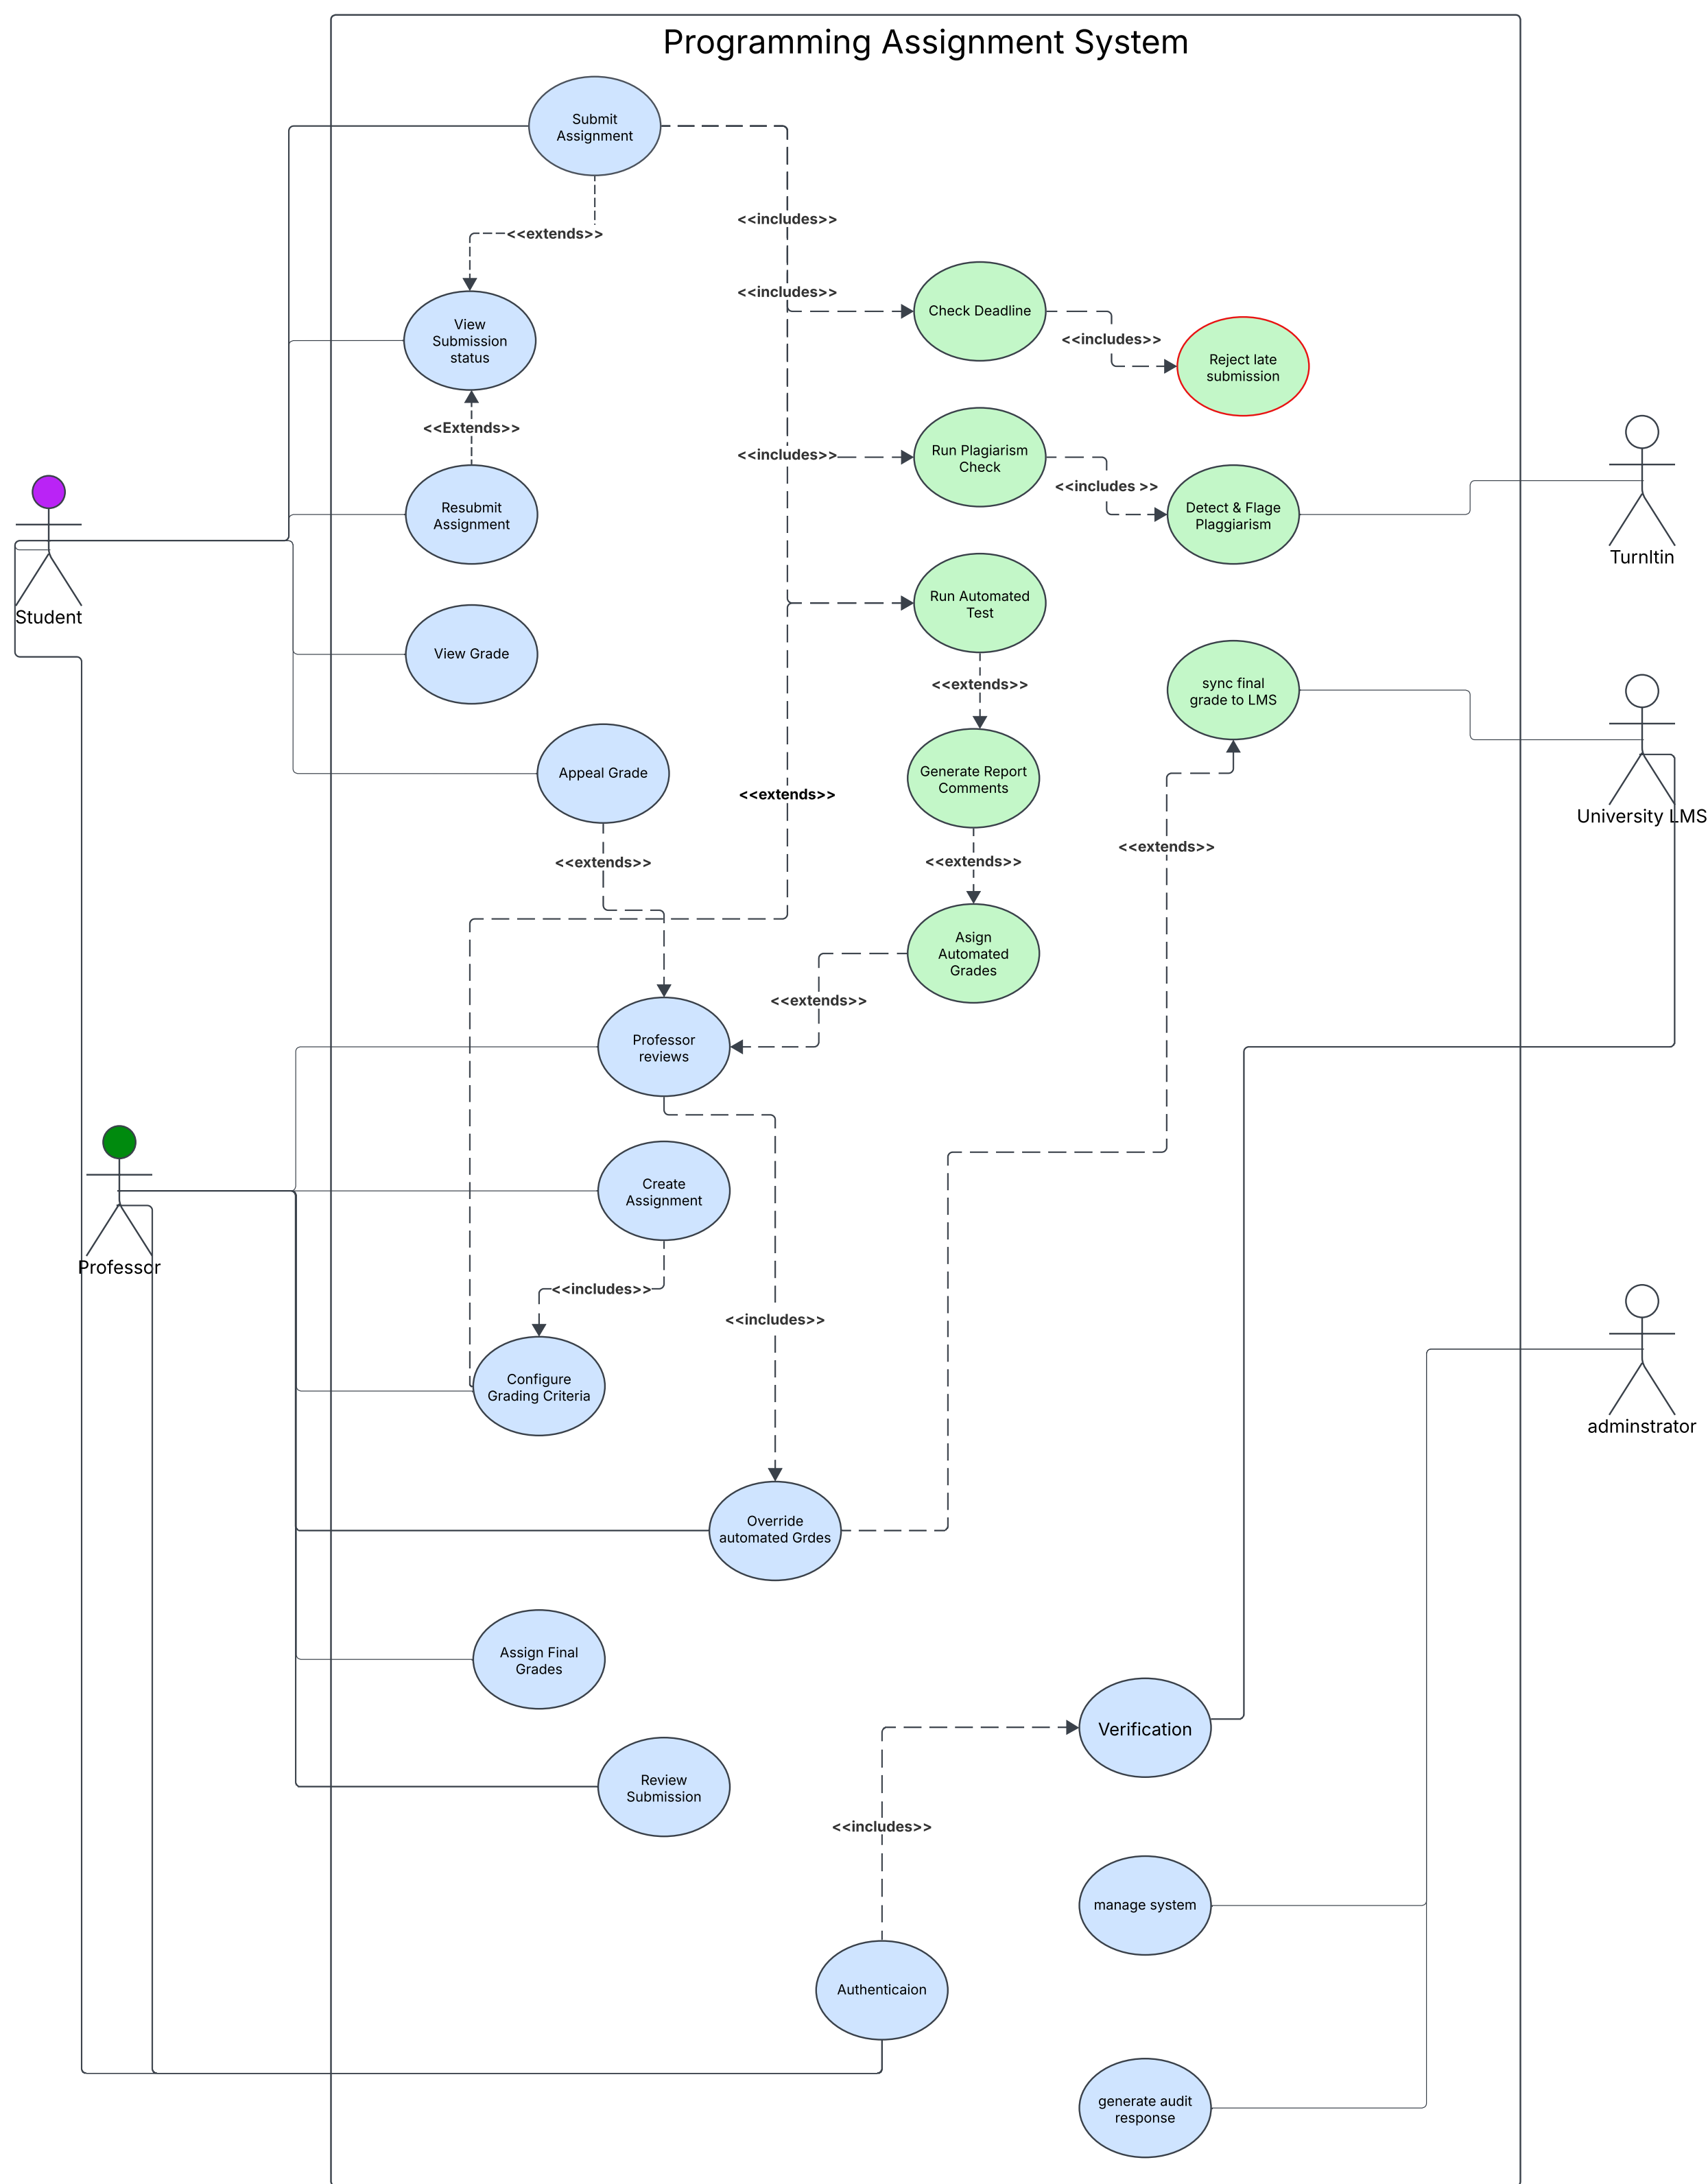 Programming Assignment System
Submit
Assignment
<<includes>>
<<extends>>
<<includes>>
Check Deadline
View
Submission
status
<<includes>>
Reject late
submission
<<Extends>>
<<includes>>
Run Plagiarism
Check
<<includes >>
Resubmit
Assignment
Detect & Flage
Plaggiarism
TurnItin
Student
Run Automated
Test
View Grade
<<extends>>
sync final
grade to LMS
Appeal Grade
Generate Report
Comments
<<extends>>
University LMS
<<extends>>
<<extends>>
<<extends>>
Asign
Automated
Grades
<<extends>>
Professor
reviews
Create
Assignment
Professor
<<includes>>
<<includes>>
Configure
Grading Criteria
adminstrator
Override
automated Grdes
Assign Final
Grades
Verification
Review
Submission
<<includes>>
manage system
Authenticaion
generate audit
response